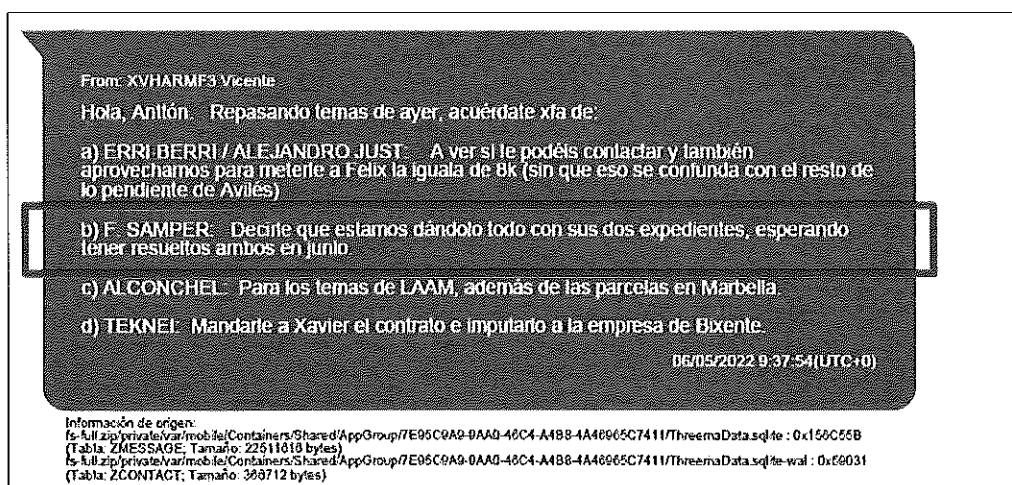 From: XVHARMF3 Vicente
Hola, Antton. Repasando temas de ayer, acuérdate xfa de:
a) ERRI-BERRI / ALEJANDRO JUST: A ver si le podéis contactar y también
aprovechamos para meterle a Felix la iguala de 8k (sin que eso se confunda con el resto de
lo pendiente de Avilés)
b) F. SAMPER: Decirle que estamos dándolo todo con sus dos expedientes, esperando
tener resueltos ambos en junio.
c) ALCONCHEL: Para los temas de LAAM, además de las parcelas en Marbella.
d) TEKNEI: Mandarle a Xavier el contrato e imputarlo a la empresa de Bixente.
06/05/2022 9:37:54(UTC+0)
Información de origen:
fs-full.zip/private/var/mobile/Containers/Shared/AppGroup/7E95C9A9-9AA0-46C4-A4B8-4A46965C7411/ThreemaData.sqlite : 0x156C55B
(Tabla: ZMESSAGE; Tamaño: 22511616 bytes)
fs-full.zip/private/var/mobile/Containers/Shared/AppGroup/7E95C9A9-9AA0-46C4-A4B8-4A46965C7411/ThreemaData.sqlite-wal : 0x59031
(Tabla: ZCONTACT; Tamaño: 366712 bytes)